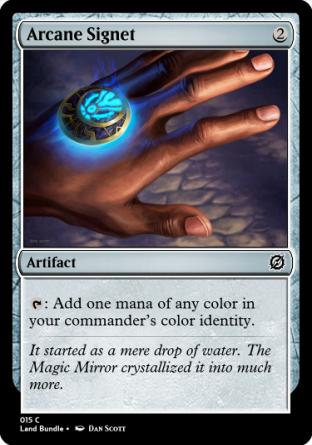 Arcane Signet 2
Artifact
: Add one mana of any color in
your commander's color identity.
It started as a mere drop of water. The
Magic Mirror crystallized it into much
more.
015 C
Land Bundle • Dan Scott